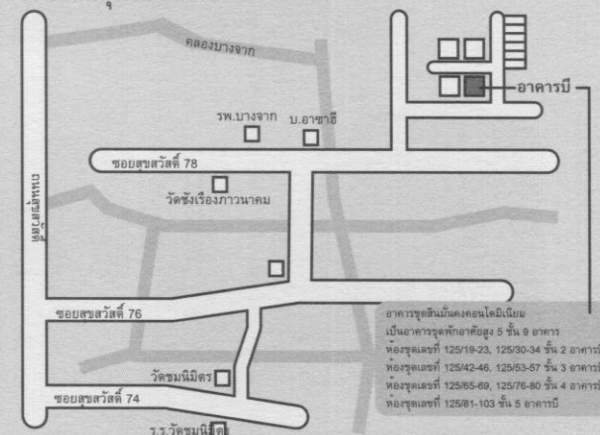 คลองบางจาก
อาคารบี
รพ.บางจาก
บ.อาซาฮี
ซอยสุขสวัสดิ์ 78
ถนนสุขสวัสดิ์
วัดชังเรืองภาวนาคม
ซอยสุขสวัสดิ์ 76
อาคารชุดสินมั่นคงคอนโดมิเนียม
เป็นอาคารชุดพักอาศัยสูง 5 ชั้น 9 อาคาร
ห้องชุดเลขที่ 125/19-23, 125/30-34 ชั้น 2 อาคารบี
ห้องชุดเลขที่ 125/42-46, 125/53-57 ชั้น 3 อาคารบี
ห้องชุดเลขที่ 125/65-69, 125/76-80 ชั้น 4 อาคารบี
ห้องชุดเลขที่ 125/81-103 ชั้น 5 อาคารบี
วัดชมนิมิตร
ซอยสุขสวัสดิ์ 74
ร.ร.วัดชมนิมิตร